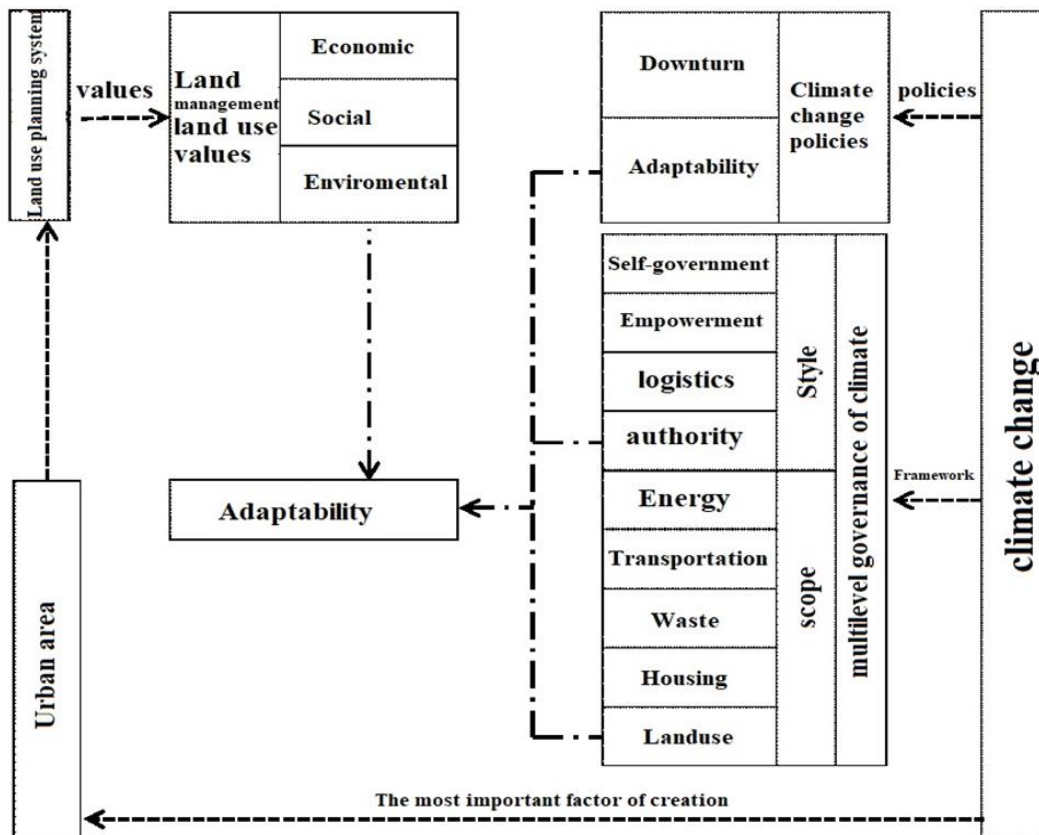 Land use planning system
values
Land
management
land use
values
Economic
Social
Enviromental
Downturn
Adaptability
Climate
change
policies
policies
Self-government
Empowerment
logistics
authority
Style
Energy
Transportation
Waste
Housing
Landuse
scope
multilevel governance of climate
Framework
climate change
Adaptability
Urban area
The most important factor of creation